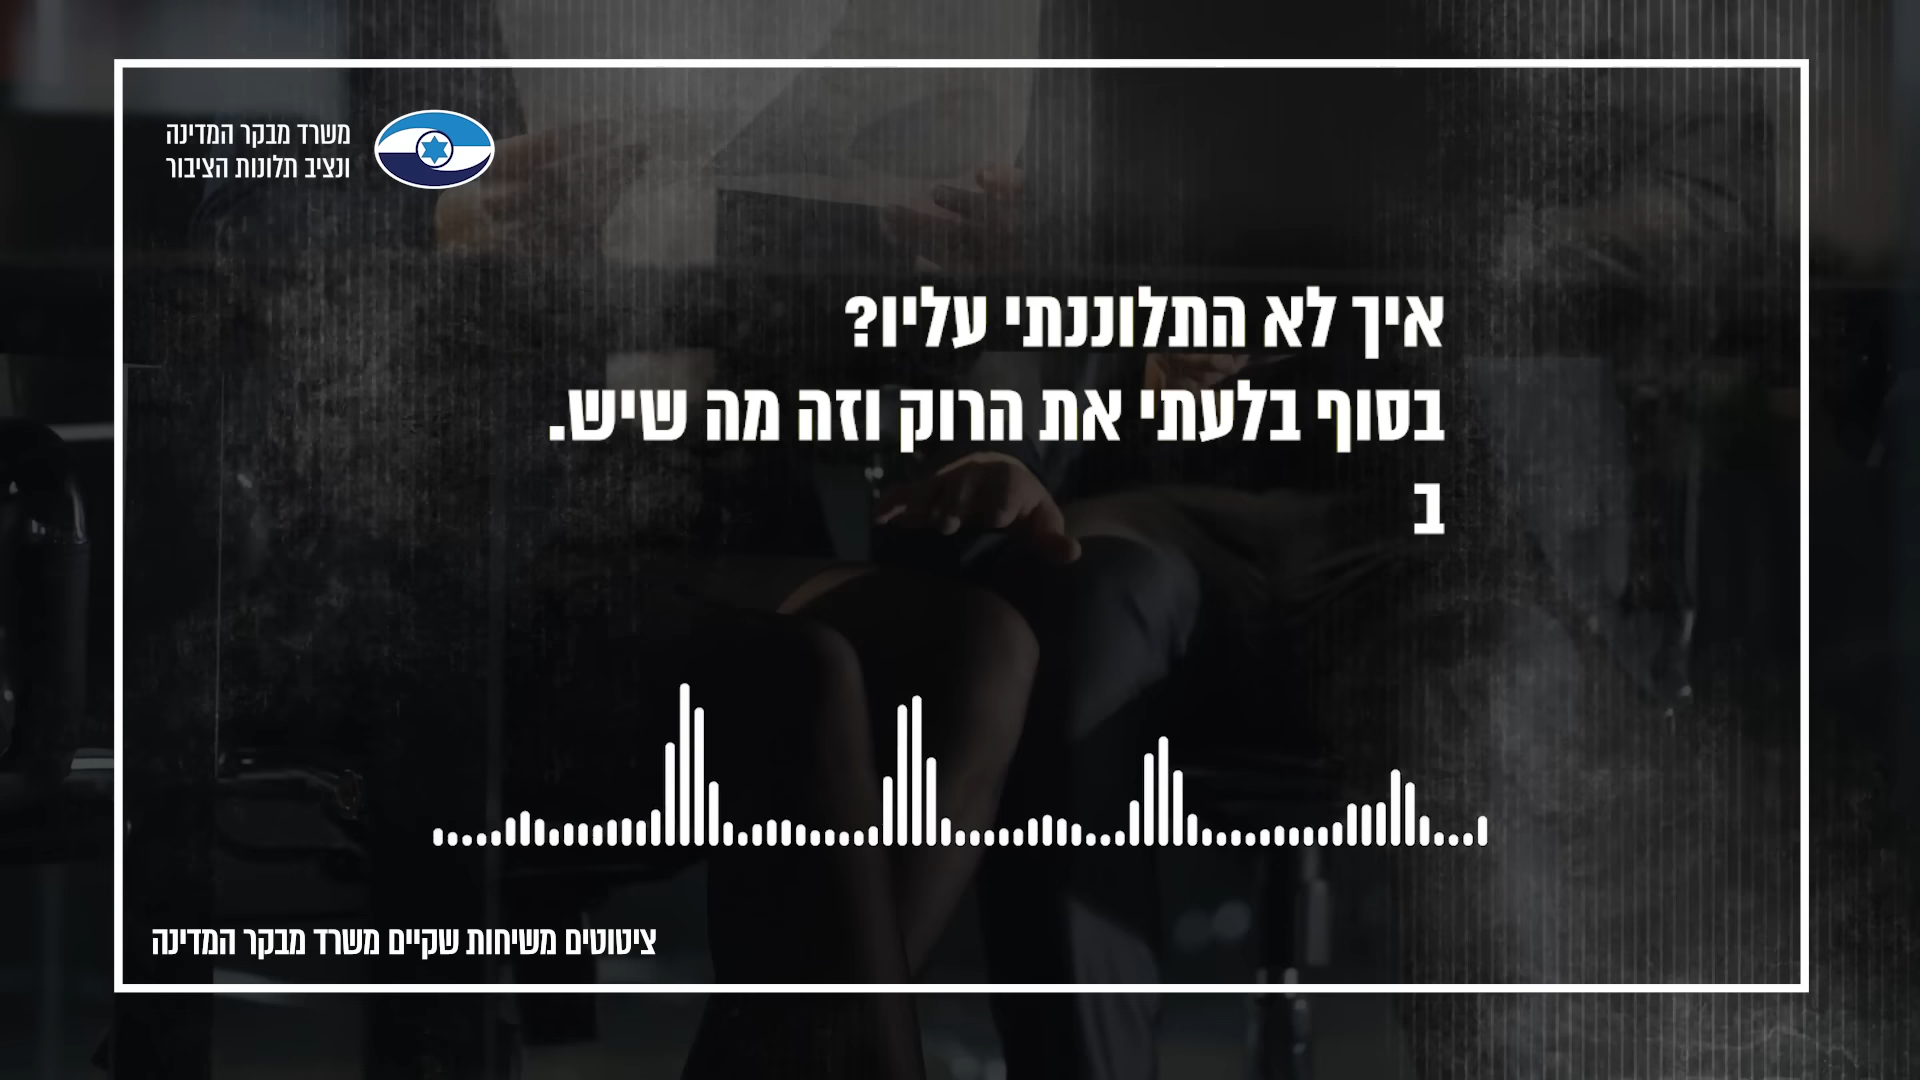 משרד מבקר המדינה
ונציב תלונות הציבור
איך לא התלוננתי עליו?
בסוף בלעתי את הרוק וזה מה שיש.
ב
ציטוטים משיחות שקיים משרד מבקר המדינה